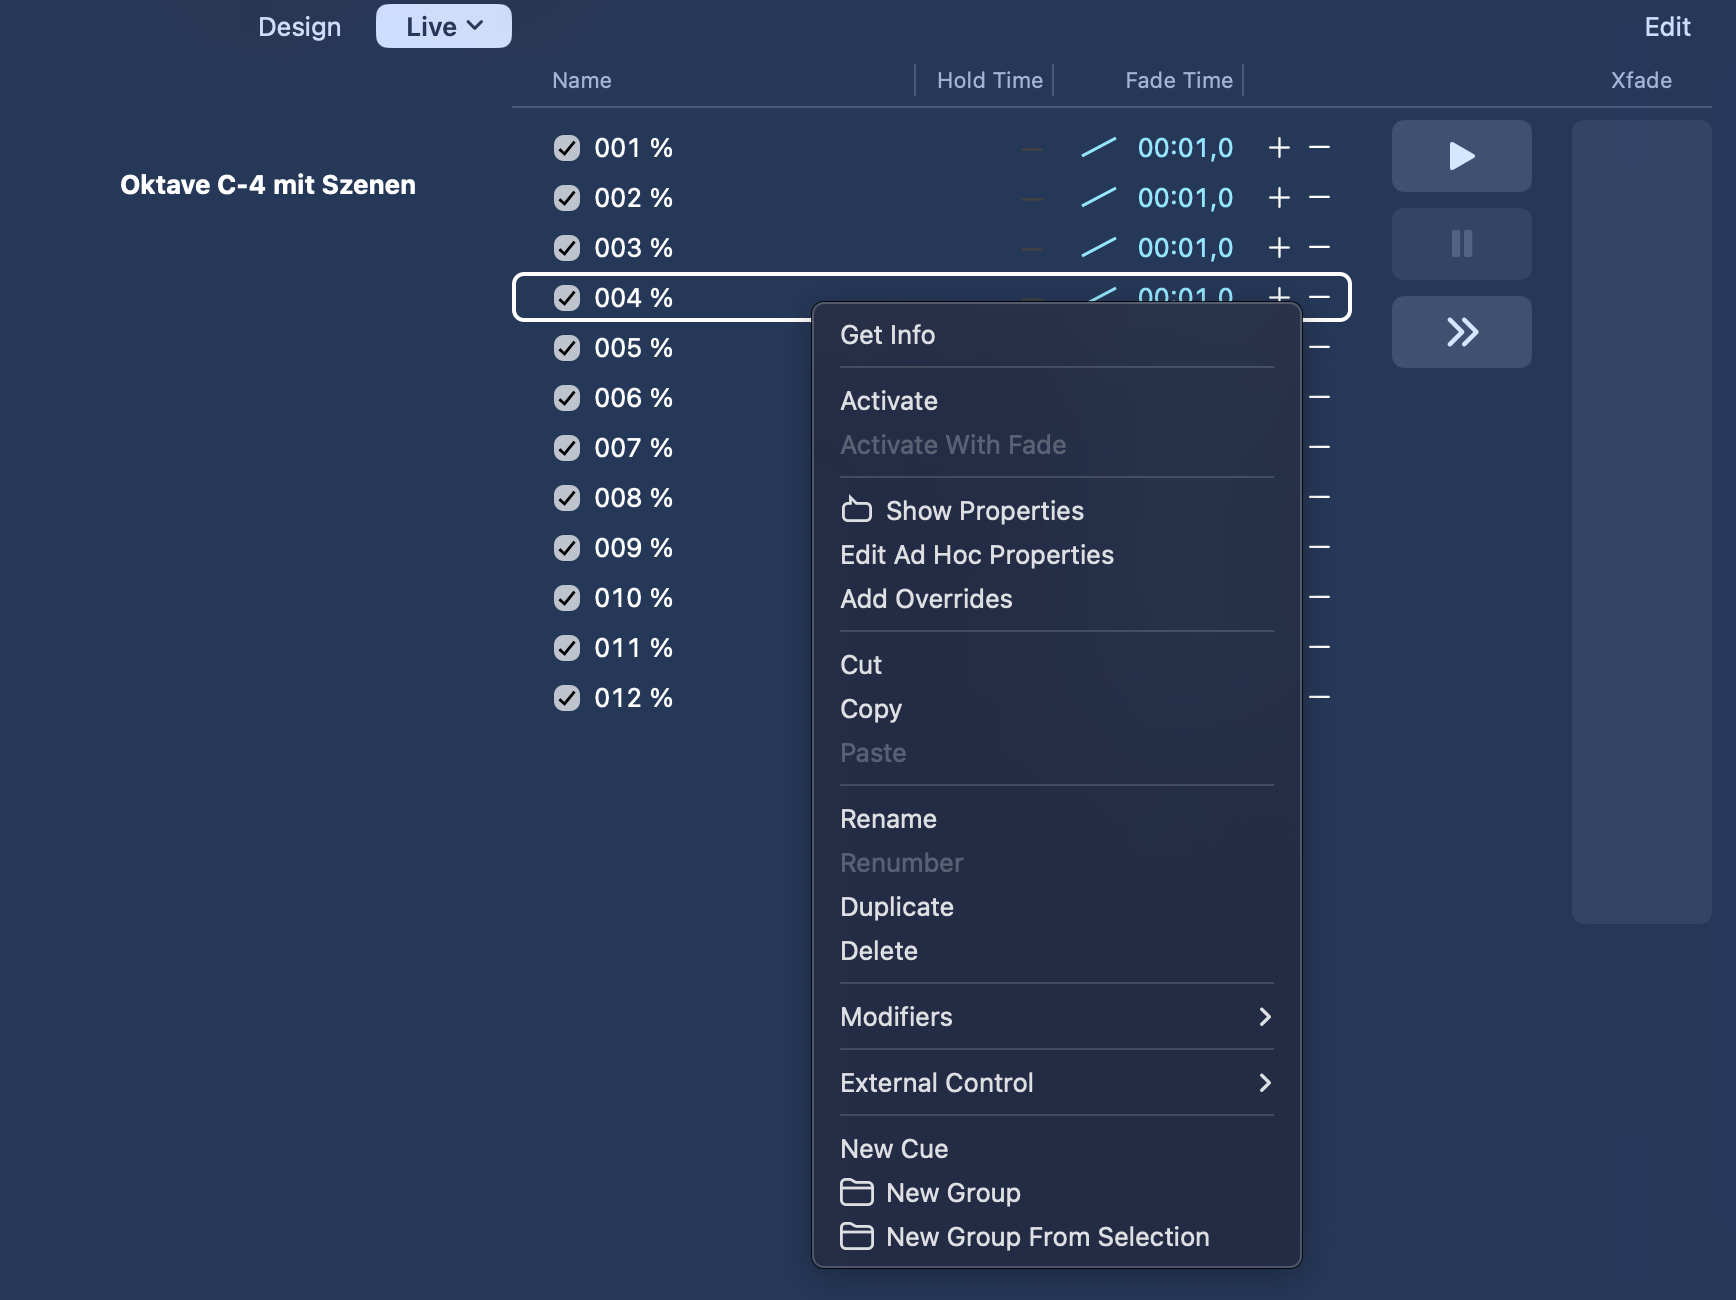 Design
Live
Edit
Name
Hold Time
Fade Time
Xfade
Oktave C-4 mit Szenen
001 %
– 00:01,0 + –
002 %
– 00:01,0 + –
003 %
– 00:01,0 + –
004 %
– 00:01,0 + –
005 %
–
006 %
–
007 %
–
008 %
–
009 %
–
010 %
–
011 %
–
012 %
–
Get Info
Activate
Activate With Fade
Show Properties
Edit Ad Hoc Properties
Add Overrides
Cut
Copy
Paste
Rename
Renumber
Duplicate
Delete
Modifiers
External Control
New Cue
New Group
New Group From Selection